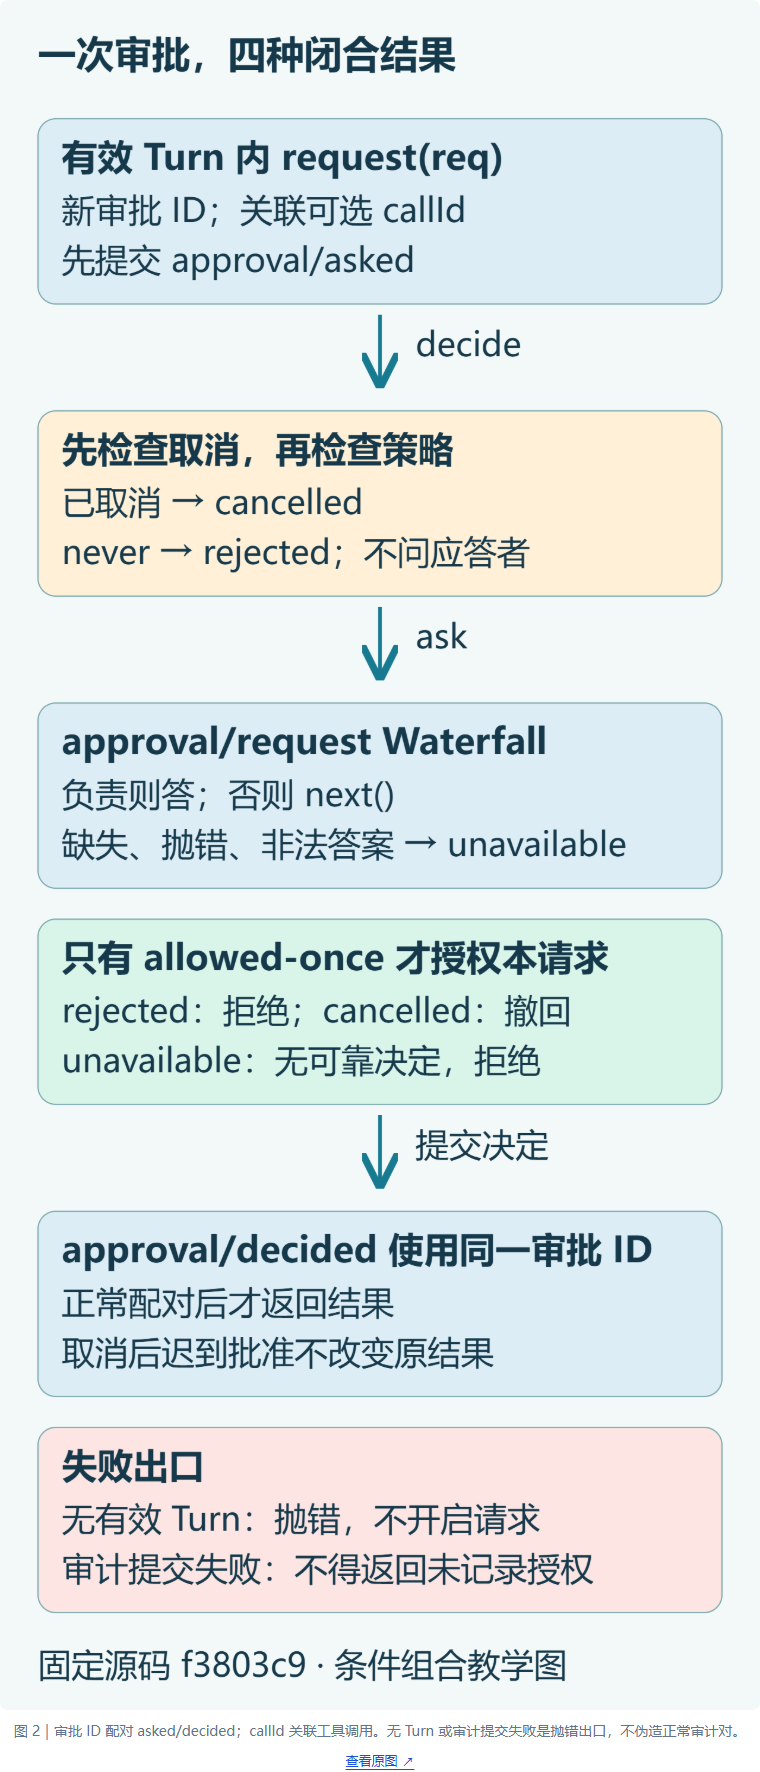 一次审批，四种闭合结果
有效 Turn 内 request(req)
新审批 ID；关联可选 callId
先提交 approval/asked
decide
先检查取消，再检查策略
已取消 → cancelled
never → rejected；不问应答者
ask
approval/request Waterfall
负责则答；否则 next()
缺失、抛错、非法答案 → unavailable
只有 allowed-once 才授权本请求
rejected：拒绝；cancelled：撤回
unavailable：无可靠决定，拒绝
提交决定
approval/decided 使用同一审批 ID
正常配对后才返回结果
取消后迟到批准不改变原结果
失败出口
无有效 Turn：抛错，不开启请求
审计提交失败：不得返回未记录授权
固定源码 f3803c9 · 条件组合教学图
图 2｜审批 ID 配对 asked/decided；callId 关联工具调用。无 Turn 或审计提交失败是抛错出口，不伪造正常审计对。
查看原图 ↗